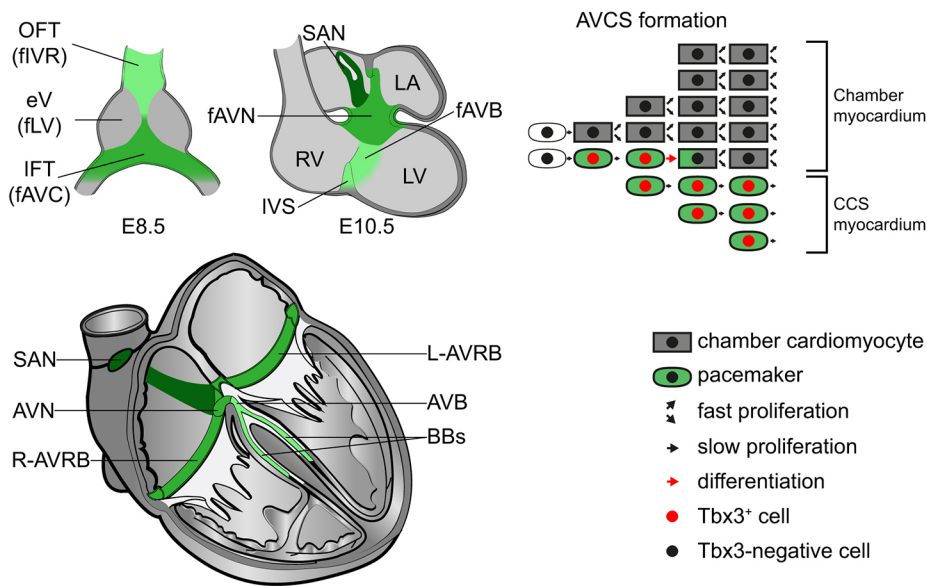 OFT
(fIVR)
eV
(fLV)
IFT
(fAVC)
E8.5
SAN
LA
fAVN
fAVB
RV
LV
IVS
E10.5
AVCS formation
Chamber
myocardium
CCS
myocardium
SAN
AVN
R-AVRB
L-AVRB
AVB
BBs
chamber cardiomyocyte
pacemaker
fast proliferation
slow proliferation
differentiation
Tbx3⁺ cell
Tbx3-negative cell